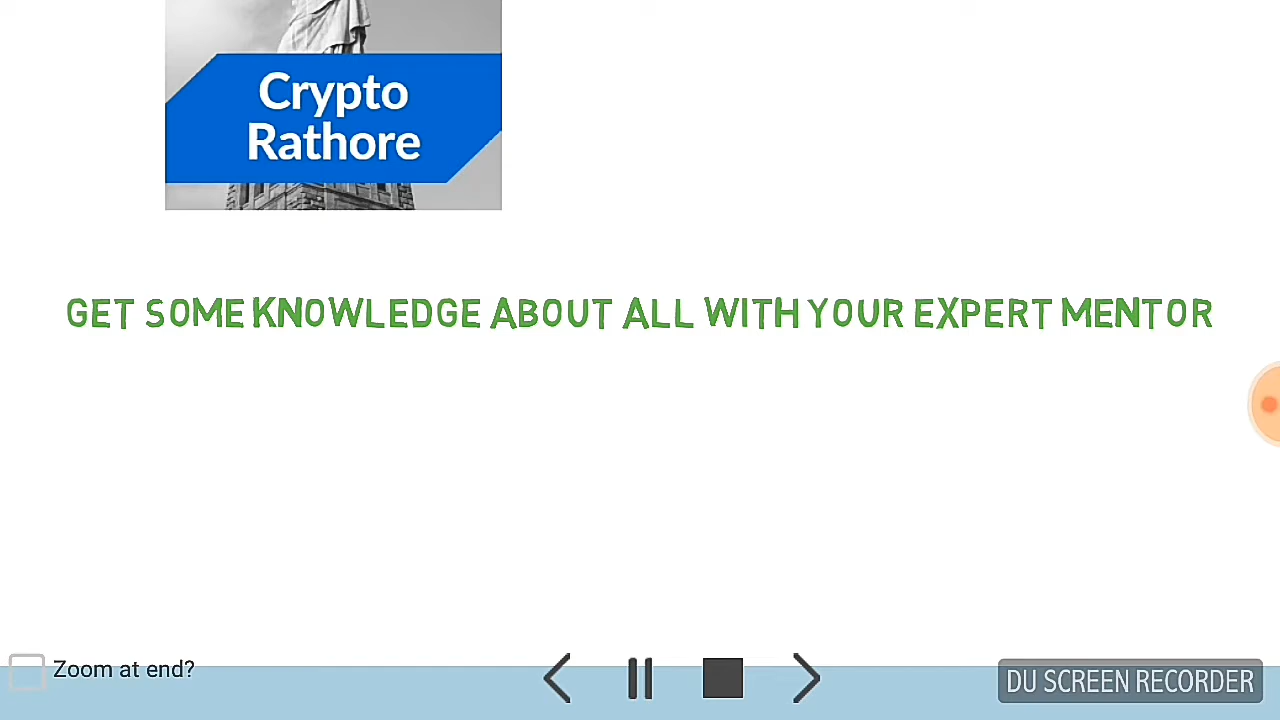 Crypto
Rathore
GET SOME KNOWLEDGE ABOUT ALL WITH YOUR EXPERT MENTOR
Zoom at end?
DU SCREEN RECORDER